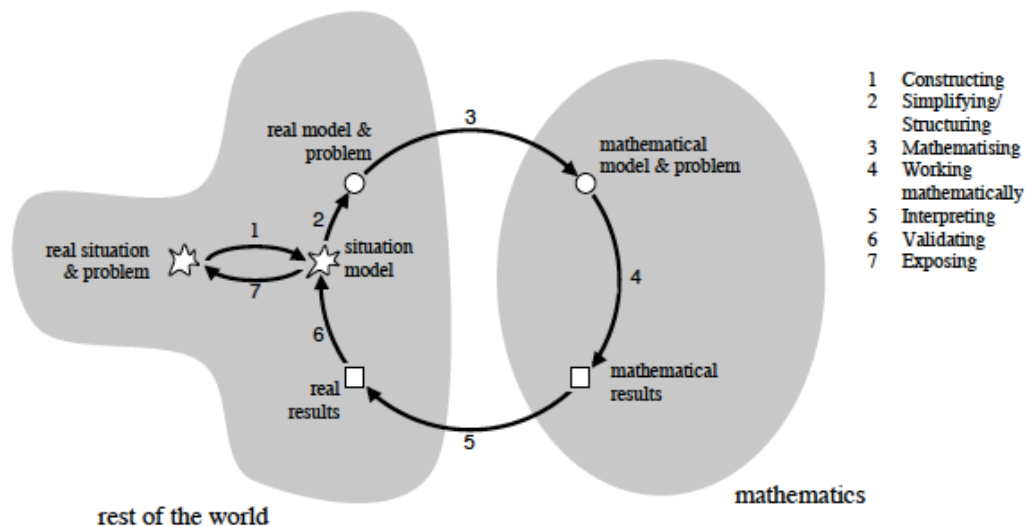 real model &
problem
3
mathematical
model & problem
1 Constructing
2 Simplifying/
Structuring
3 Mathematising
4 Working
mathematically
5 Interpreting
6 Validating
7 Exposing
real situation
& problem
1
2
situation
model
7
4
6
real
results
5
mathematical
results
rest of the world
mathematics